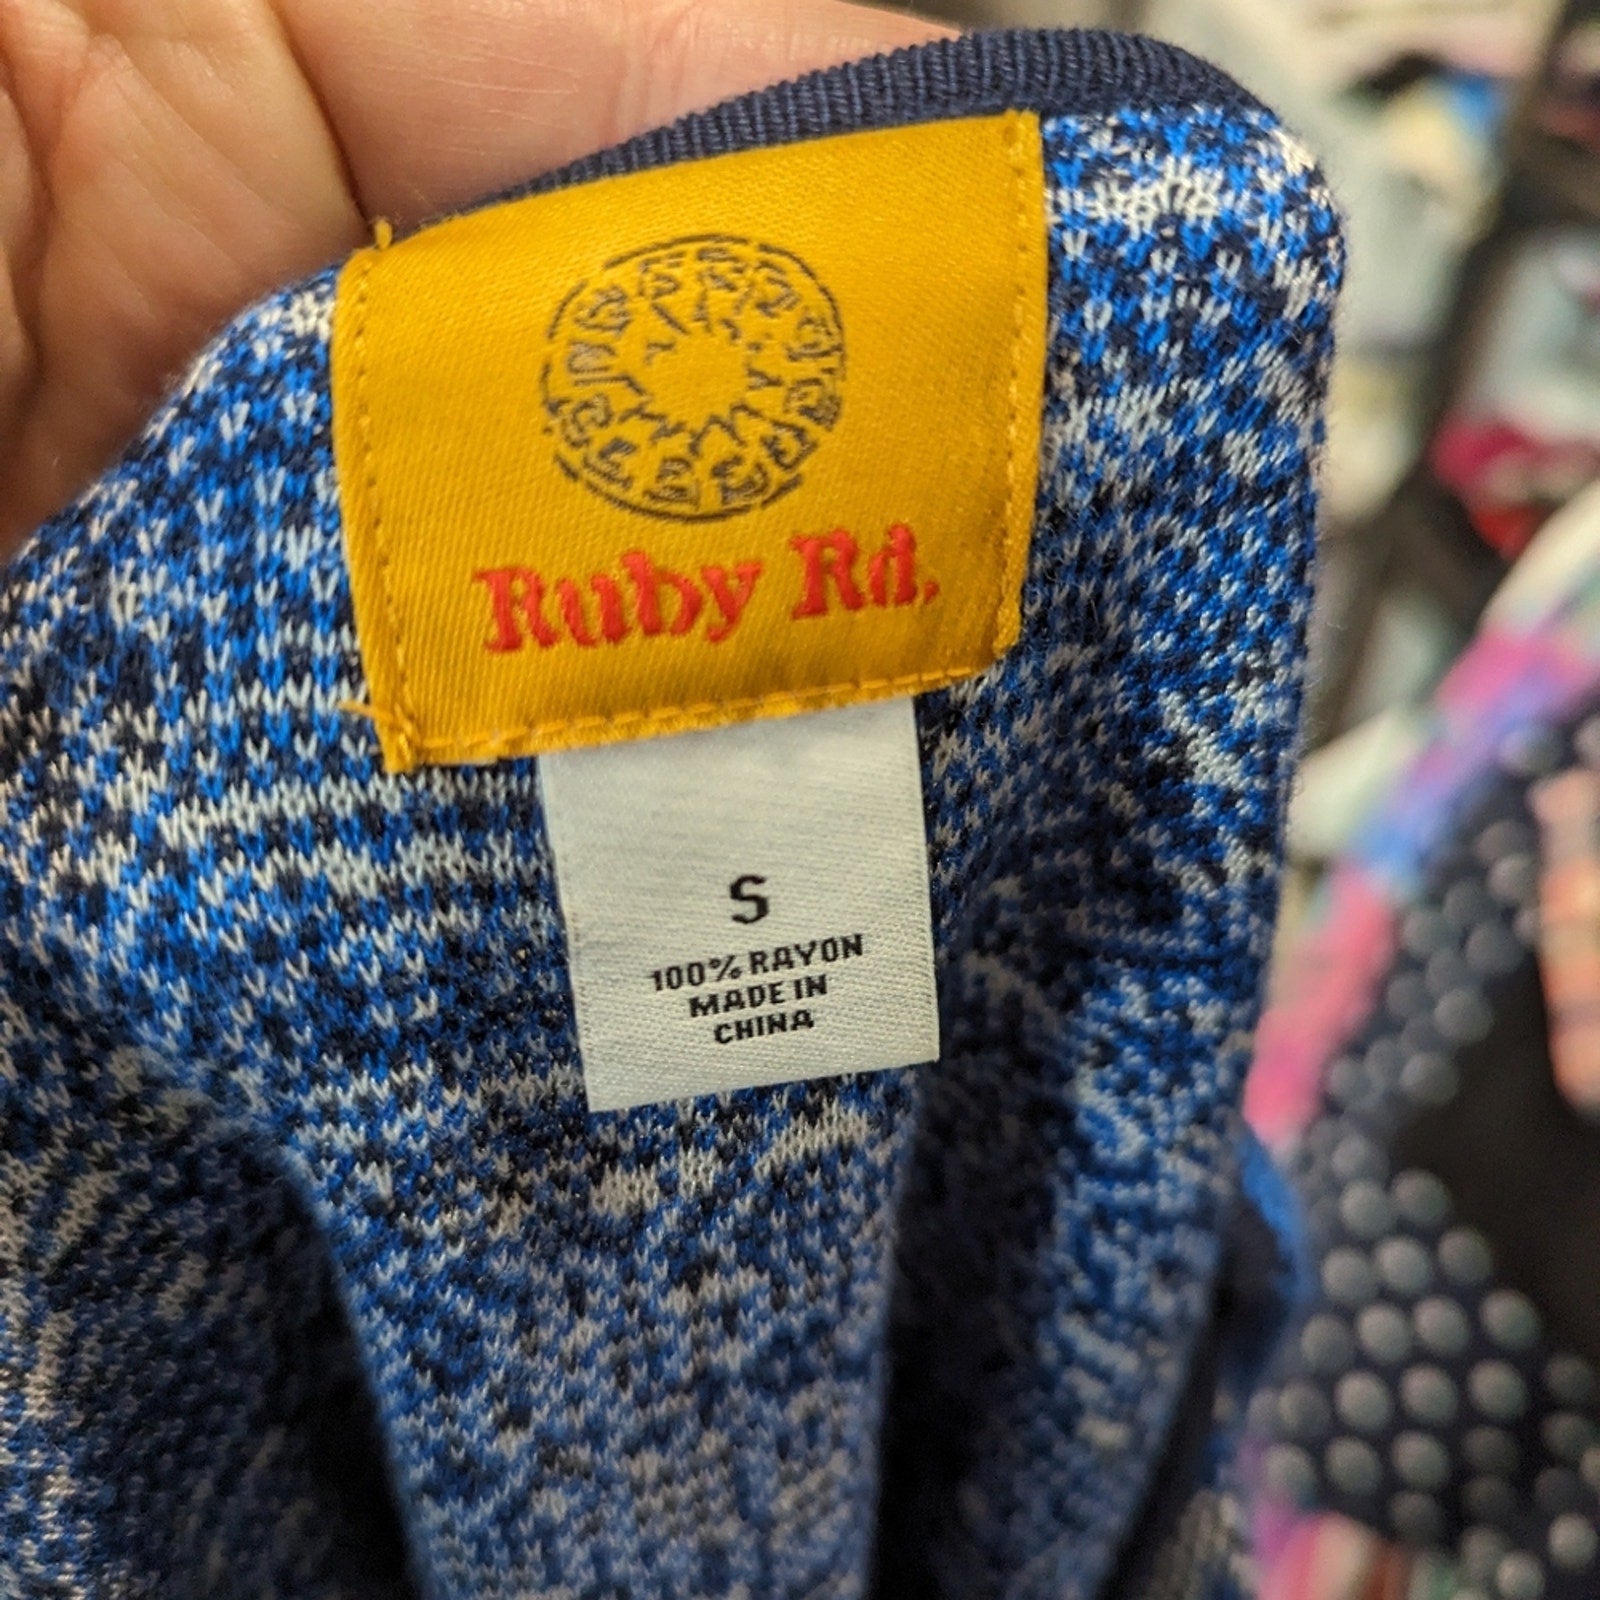 Ruby Rd.
S
100% RAYON
MADE IN
CHINA